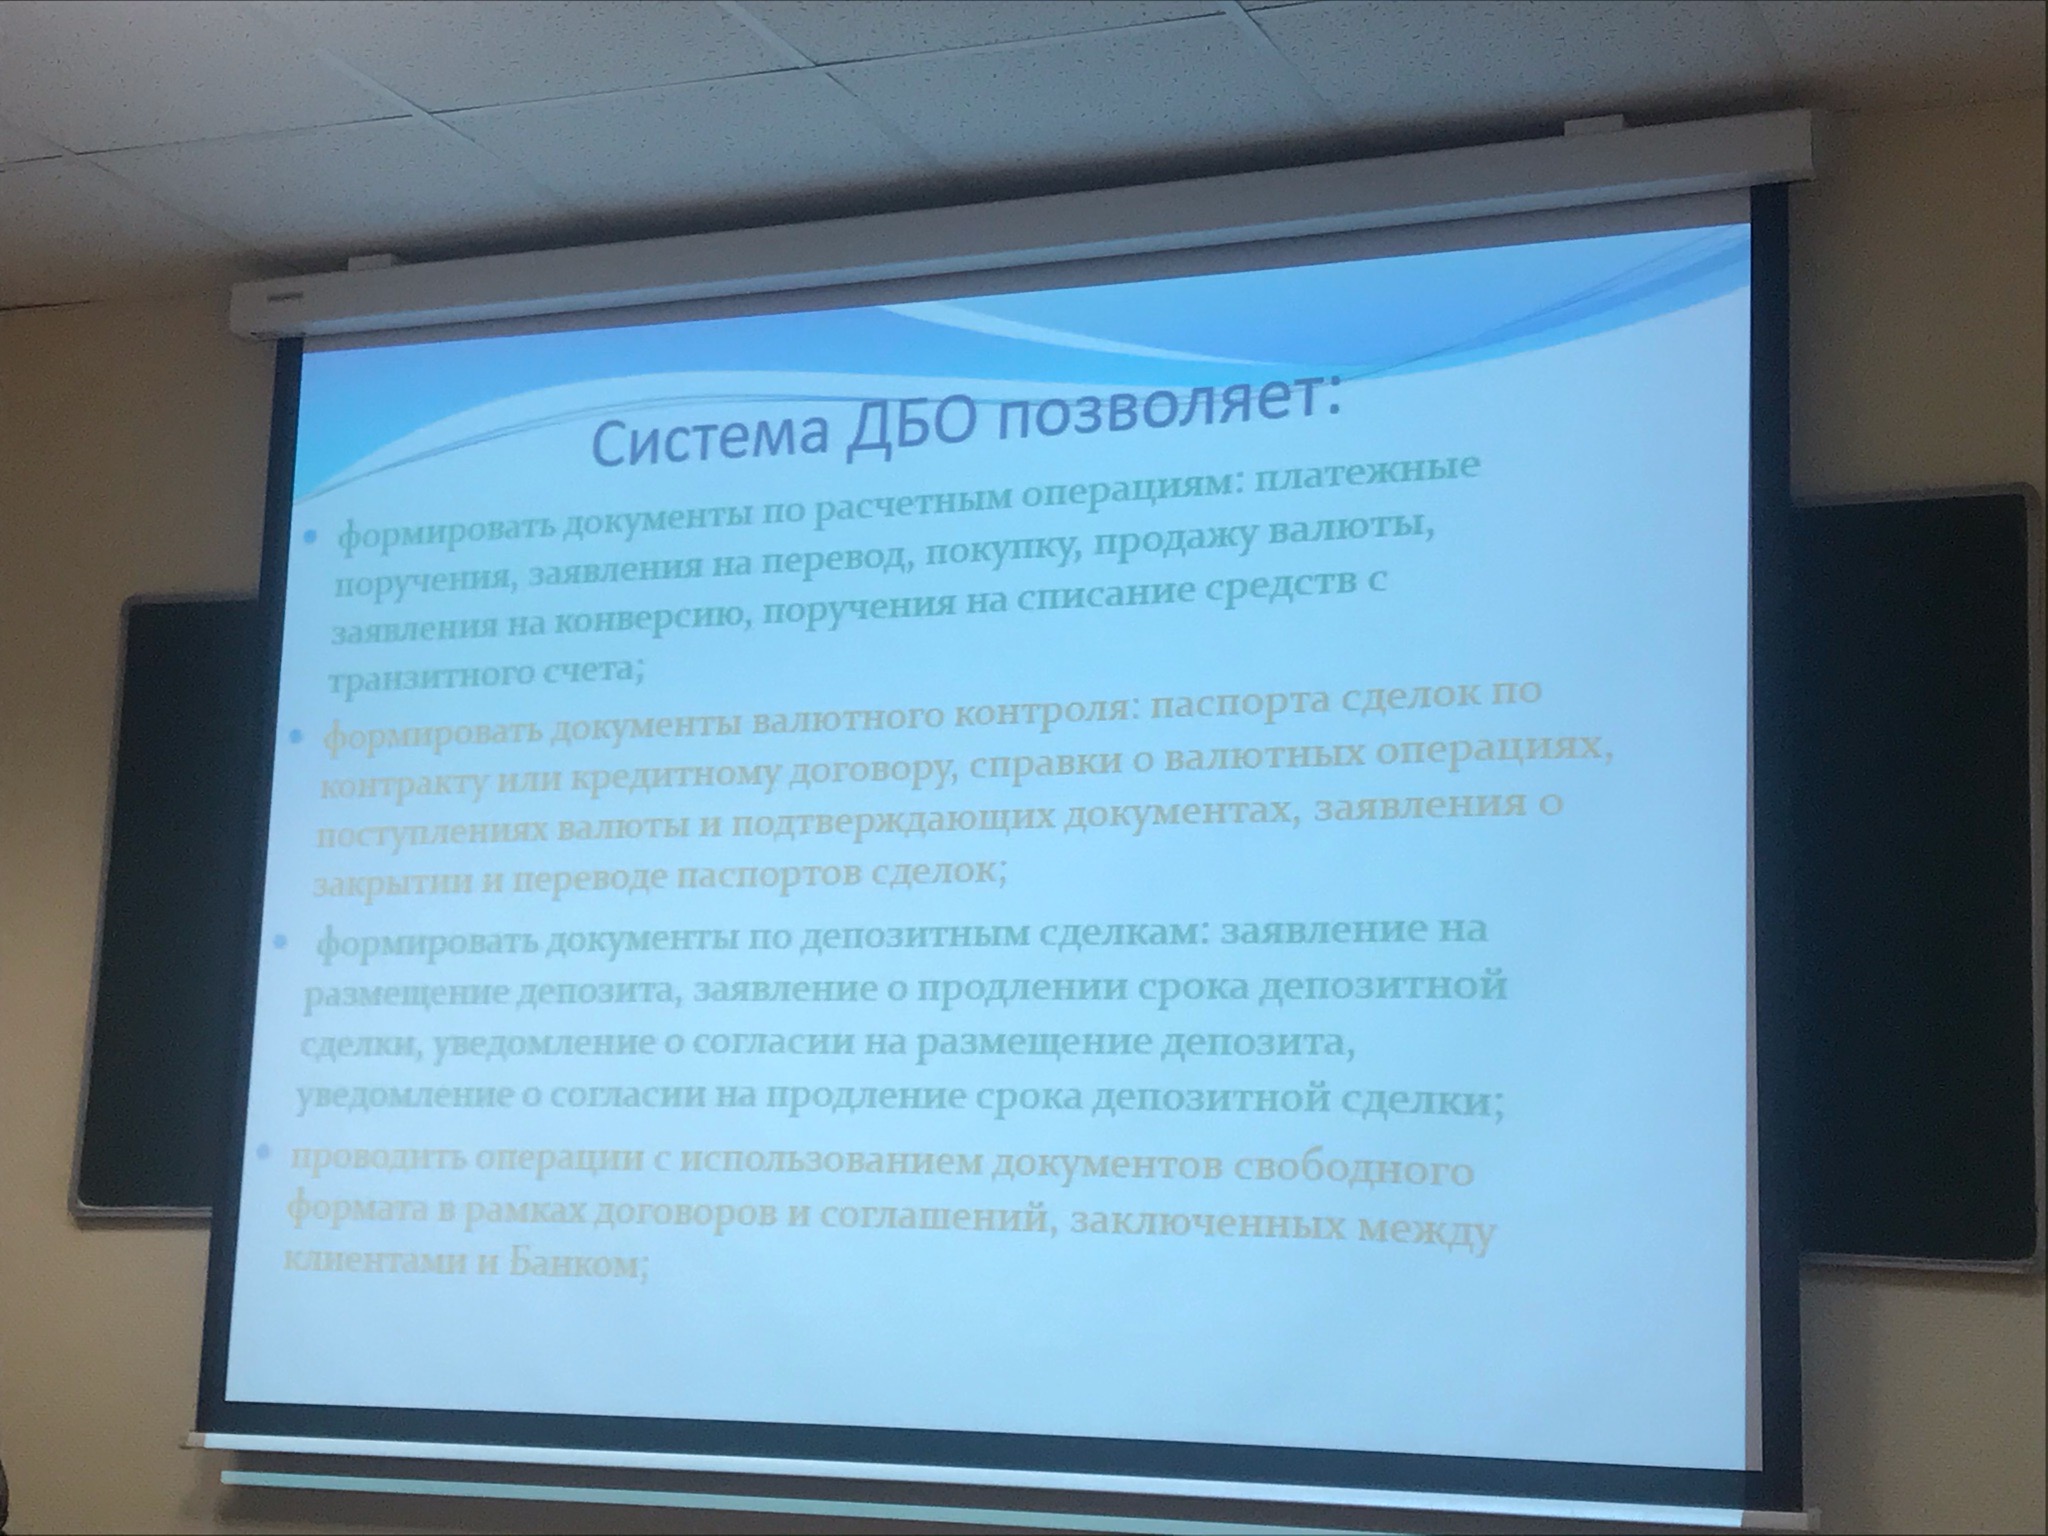 Система ДБО позволяет:
• формировать документы по расчетным операциям: платежные
поручения, заявления на перевод, покупку, продажу валюты,
заявления на конверсию, поручения на списание средств с
транзитного счета;
• формировать документы валютного контроля: паспорта сделок по
контракту или кредитному договору, справки о валютных операциях,
поступлениях валюты и подтверждающих документах, заявления о
закрытии и переводе паспортов сделок;
• формировать документы по депозитным сделкам: заявление на
размещение депозита, заявление о продлении срока депозитной
сделки, уведомление о согласии на размещение депозита,
уведомление о согласии на продление срока депозитной сделки;
• проводить операции с использованием документов свободного
формата в рамках договоров и соглашений, заключенных между
клиентами и Банком;